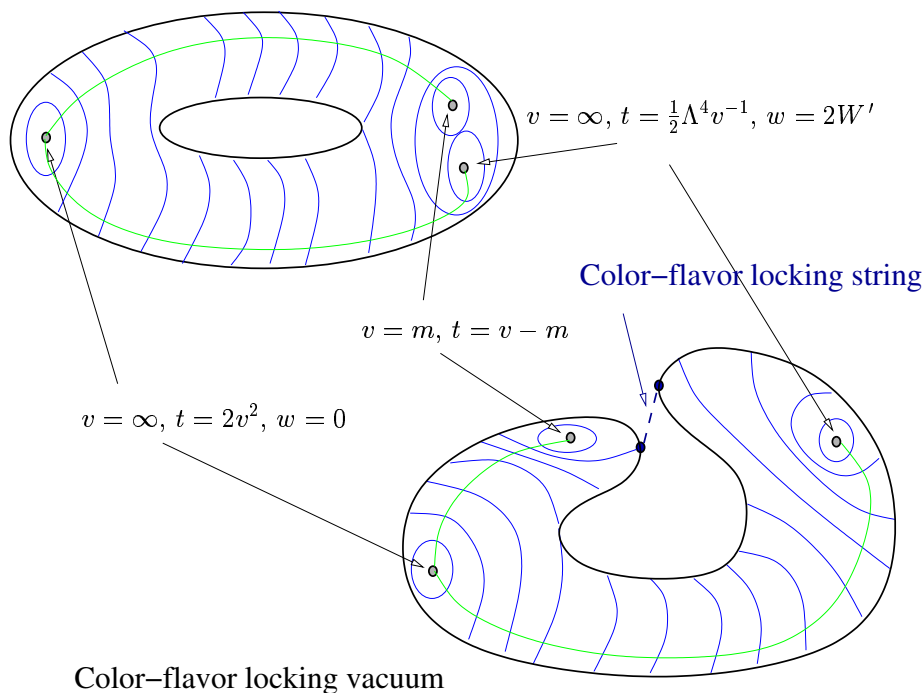 v = ∞, t = ½Λ⁴v⁻¹, w = 2W′
Color–flavor locking string
v = m, t = v − m
v = ∞, t = 2v², w = 0
Color–flavor locking vacuum